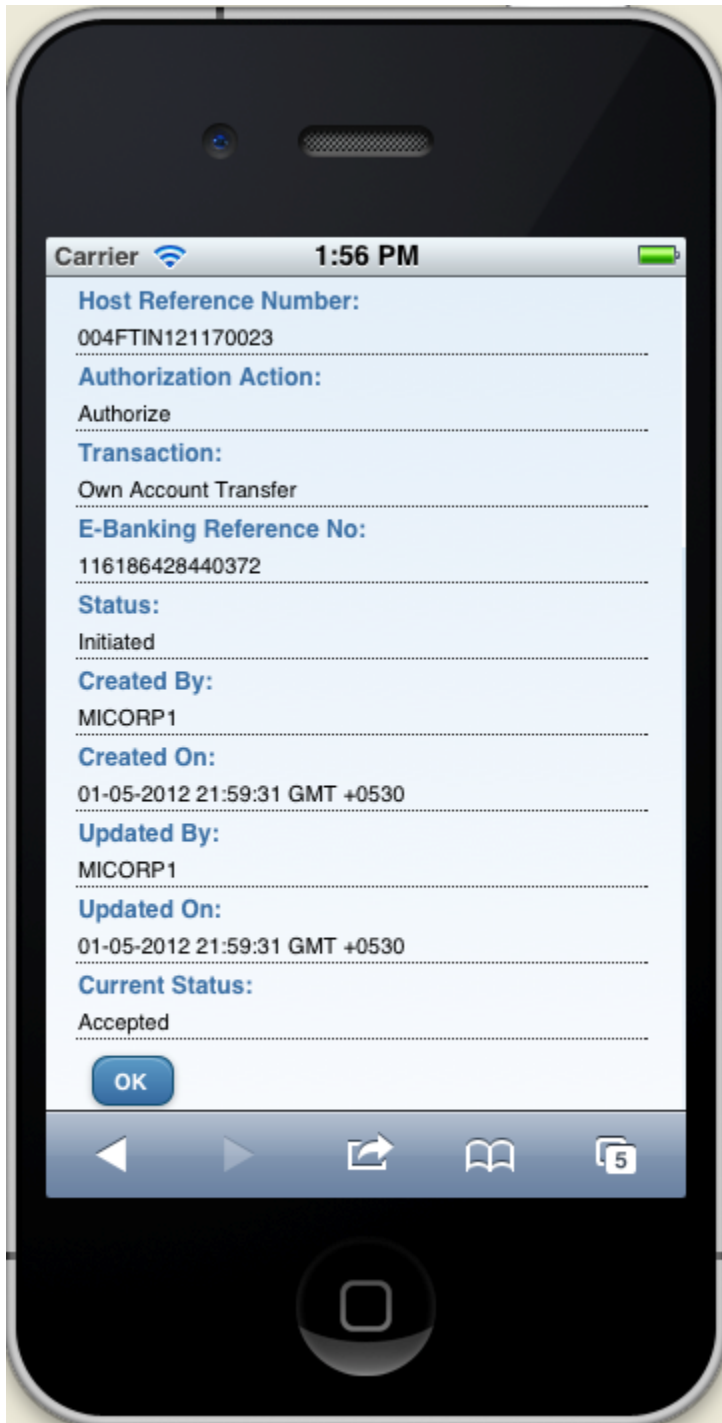 Carrier 1:56 PM
Host Reference Number:
004FTIN121170023
Authorization Action:
Authorize
Transaction:
Own Account Transfer
E-Banking Reference No:
116186428440372
Status:
Initiated
Created By:
MICORP1
Created On:
01-05-2012 21:59:31 GMT +0530
Updated By:
MICORP1
Updated On:
01-05-2012 21:59:31 GMT +0530
Current Status:
Accepted
OK
5